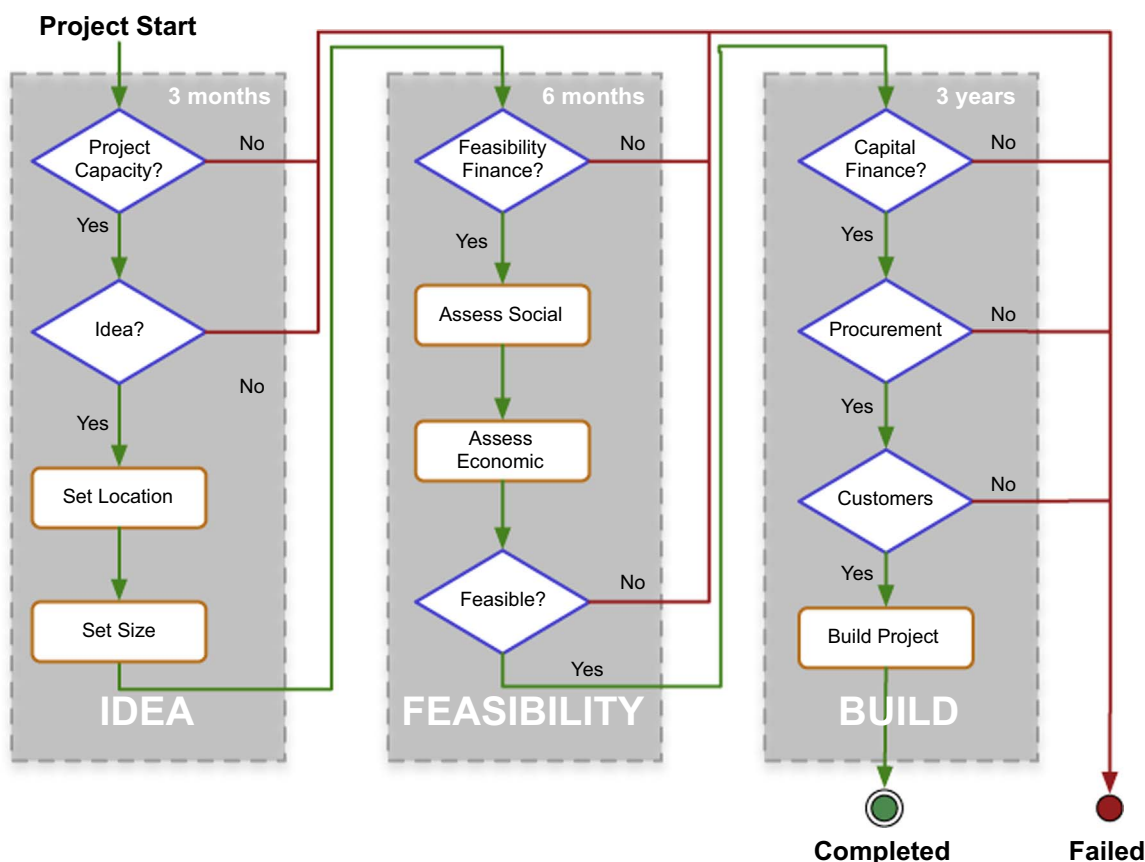 Project Start
3 months
Project
Capacity?
No
Yes
Idea?
No
Yes
Set Location
Set Size
IDEA
6 months
Feasibility
Finance?
No
Yes
Assess Social
Assess
Economic
Feasible?
No
Yes
FEASIBILITY
3 years
Capital
Finance?
No
Yes
Procurement
No
Yes
Customers
No
Yes
Build Project
BUILD
Completed
Failed